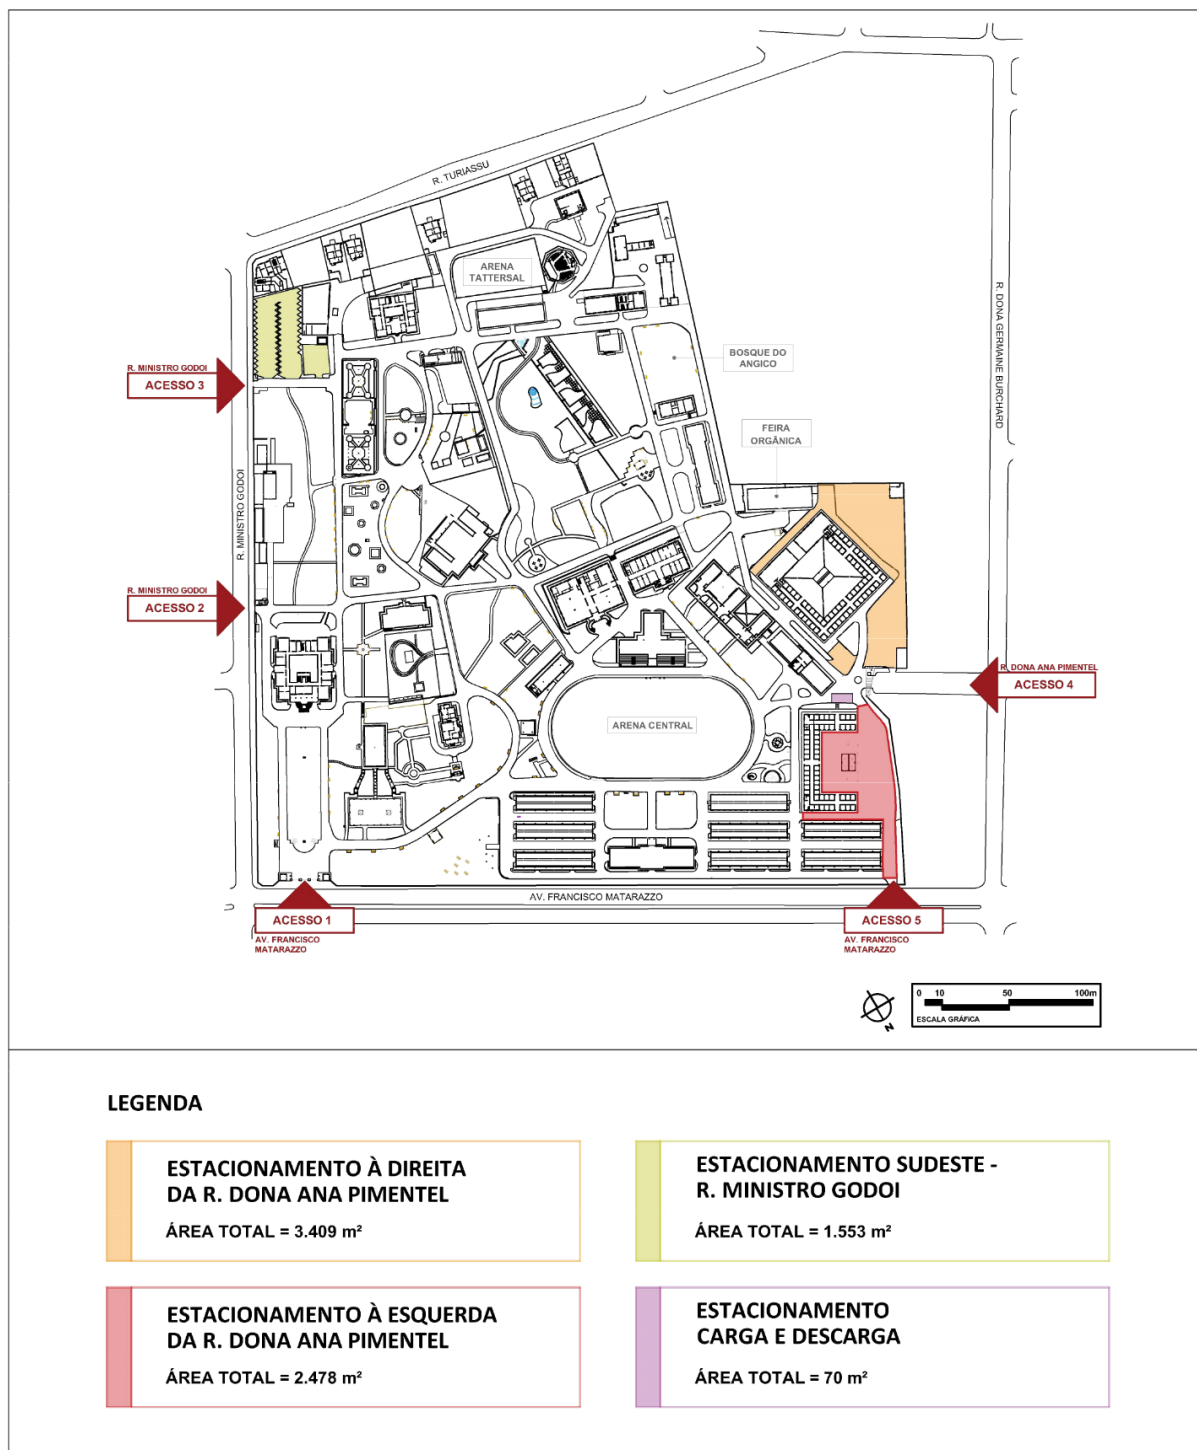 R. TURIASSU
ARENA
TATTERSAL
R. DONA GERMAINE BURCHARD
BOSQUE DO
ANGICO
R. MINISTRO GODOI
ACESSO 3
FEIRA
ORGÂNICA
R. MINISTRO GODOI
R. MINISTRO GODOI
ACESSO 2
R. DONA ANA PIMENTEL
ACESSO 4
ARENA CENTRAL
AV. FRANCISCO MATARAZZO
ACESSO 1
AV. FRANCISCO
MATARAZZO
ACESSO 5
AV. FRANCISCO
MATARAZZO
N
0 10 50 100m
ESCALA GRÁFICA
LEGENDA
ESTACIONAMENTO À DIREITA
DA R. DONA ANA PIMENTEL
ÁREA TOTAL = 3.409 m²
ESTACIONAMENTO SUDESTE -
R. MINISTRO GODOI
ÁREA TOTAL = 1.553 m²
ESTACIONAMENTO À ESQUERDA
DA R. DONA ANA PIMENTEL
ÁREA TOTAL = 2.478 m²
ESTACIONAMENTO
CARGA E DESCARGA
ÁREA TOTAL = 70 m²